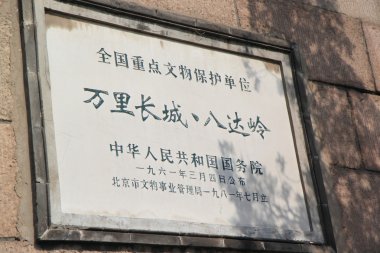 全国重点文物保护单位
万里长城、八达岭
中华人民共和国国务院
一九六一年三月四日公布
北京市文物事业管理局一九八一年七月立